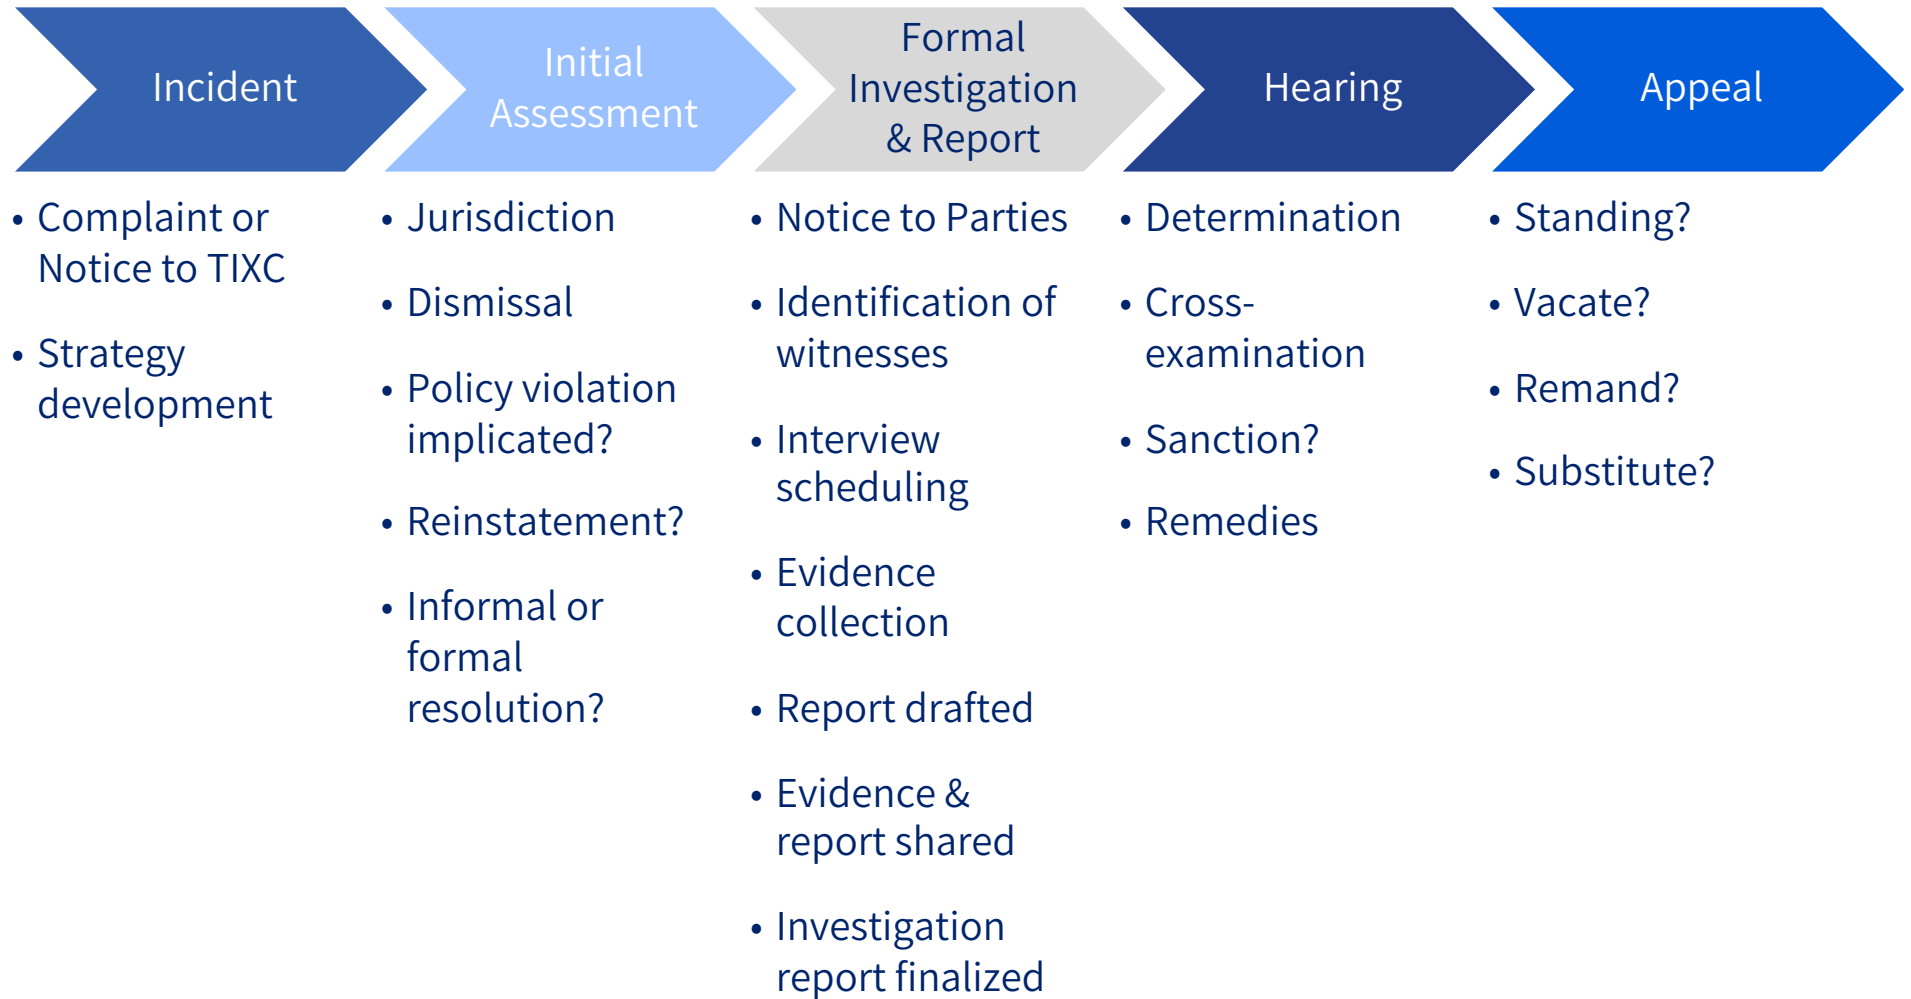 Incident
Initial
Assessment
Formal
Investigation
& Report
Hearing
Appeal
• Complaint or
Notice to TIXC
• Strategy
development
• Jurisdiction
• Dismissal
• Policy violation
implicated?
• Reinstatement?
• Informal or
formal
resolution?
• Notice to Parties
• Identification of
witnesses
• Interview
scheduling
• Evidence
collection
• Report drafted
• Evidence &
report shared
• Investigation
report finalized
• Determination
• Cross-
examination
• Sanction?
• Remedies
• Standing?
• Vacate?
• Remand?
• Substitute?